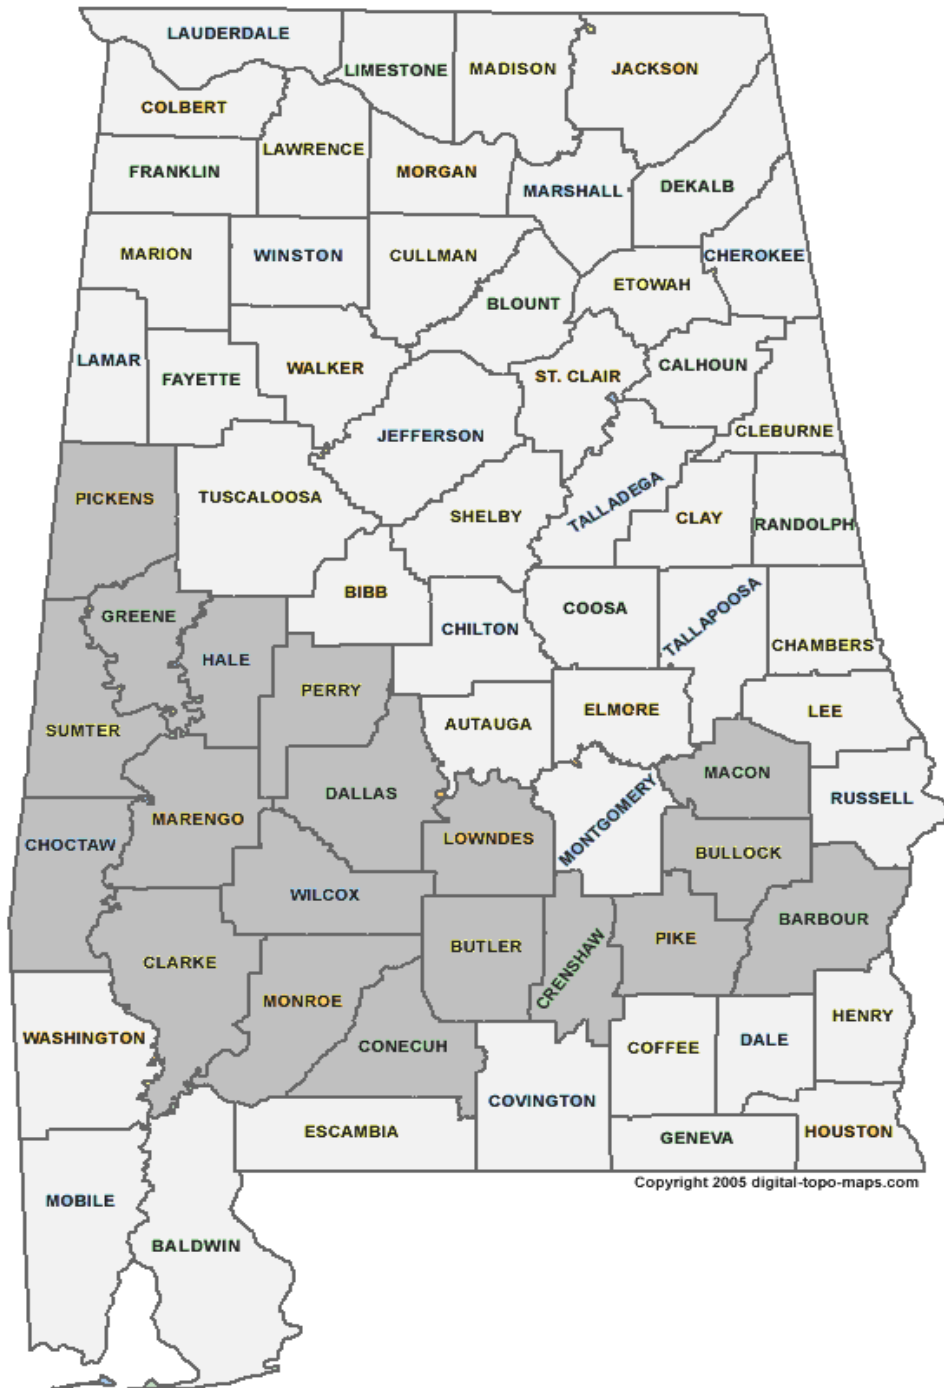 LAUDERDALE
LIMESTONE
MADISON
JACKSON
COLBERT
LAWRENCE
FRANKLIN
MORGAN
MARSHALL
DEKALB
MARION
WINSTON
CULLMAN
CHEROKEE
ETOWAH
BLOUNT
LAMAR
FAYETTE
WALKER
ST. CLAIR
CALHOUN
JEFFERSON
CLEBURNE
PICKENS
TUSCALOOSA
SHELBY
TALLADEGA
CLAY
RANDOLPH
BIBB
GREENE
HALE
CHILTON
COOSA
TALLAPOOSA
CHAMBERS
PERRY
SUMTER
AUTAUGA
ELMORE
LEE
MACON
DALLAS
RUSSELL
MARENGO
CHOCTAW
LOWNDES
MONTGOMERY
BULLOCK
WILCOX
BARBOUR
CLARKE
BUTLER
CRENSHAW
PIKE
MONROE
WASHINGTON
CONECUH
COFFEE
DALE
HENRY
COVINGTON
ESCAMBIA
GENEVA
HOUSTON
Copyright 2005 digital-topo-maps.com
MOBILE
BALDWIN